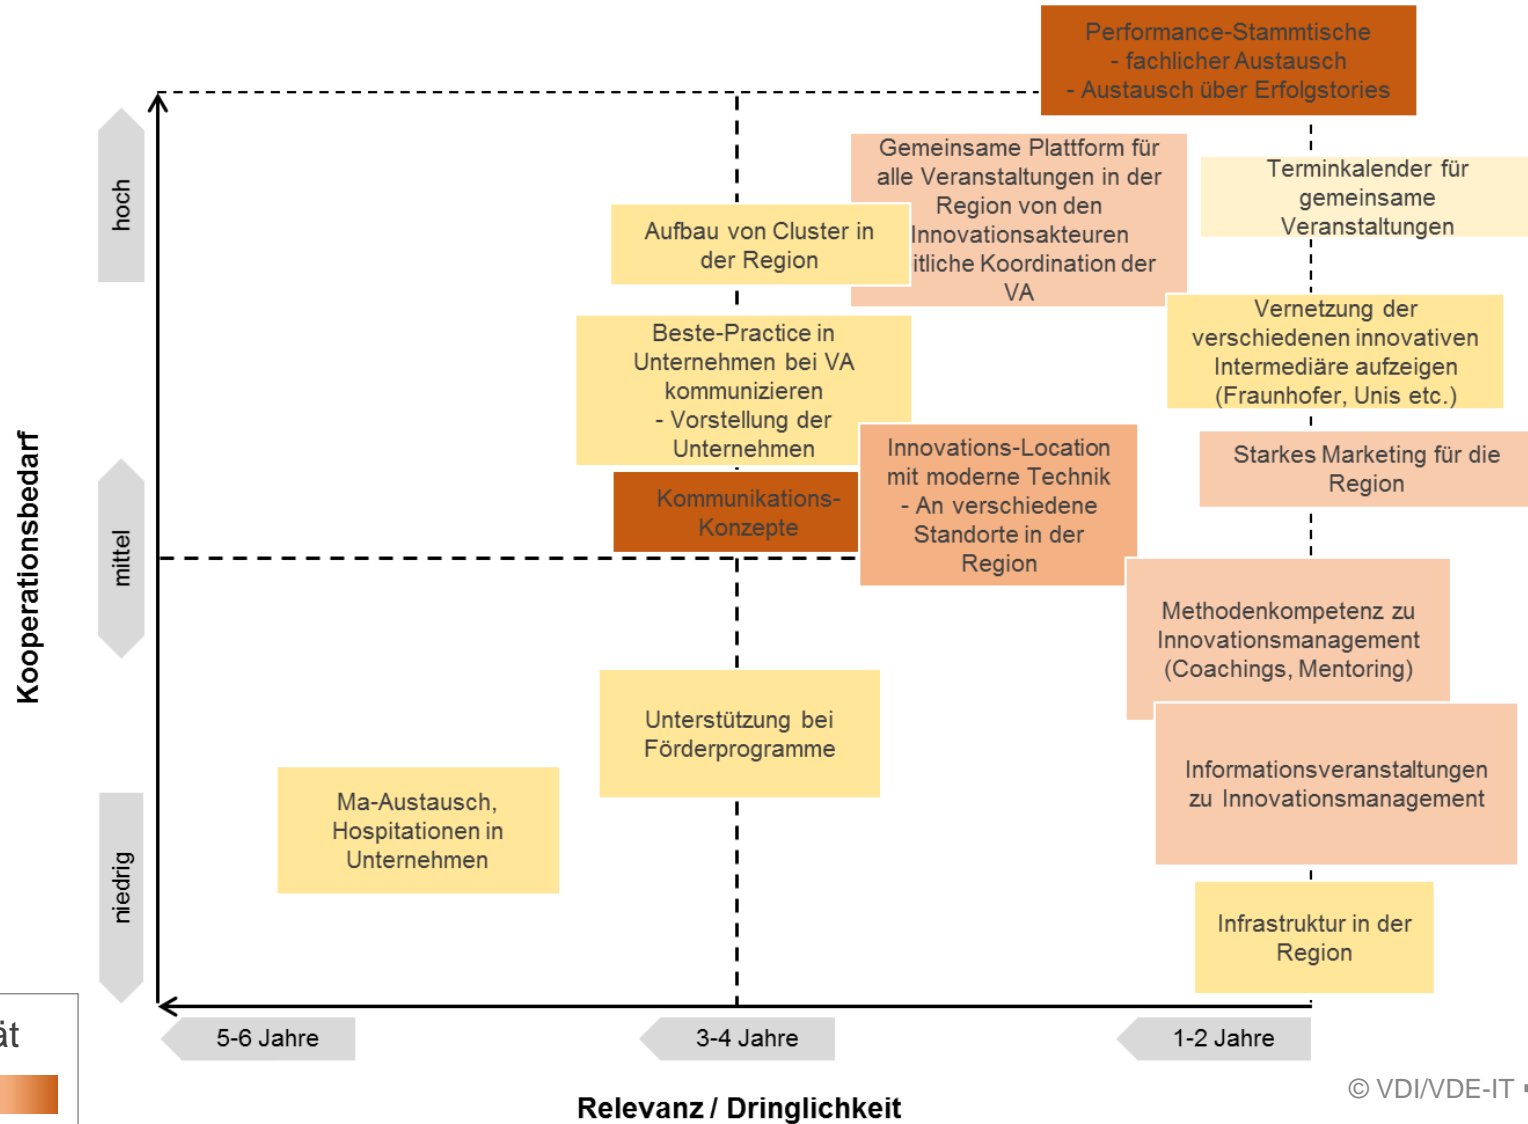 Performance-Stammtische
- fachlicher Austausch
- Austausch über Erfolgstories
Gemeinsame Plattform für
alle Veranstaltungen in der
Region von den
Innovationsakteuren
itliche Koordination der
VA
Terminkalender für
gemeinsame
Veranstaltungen
Aufbau von Cluster in
der Region
Vernetzung der
verschiedenen innovativen
Intermediäre aufzeigen
(Fraunhofer, Unis etc.)
Beste-Practice in
Unternehmen bei VA
kommunizieren
- Vorstellung der
Unternehmen
Innovations-Location
mit moderne Technik
- An verschiedene
Standorte in der
Region
Starkes Marketing für die
Region
Kommunikations-
Konzepte
Methodenkompetenz zu
Innovationsmanagement
(Coachings, Mentoring)
Unterstützung bei
Förderprogramme
Informationsveranstaltungen
zu Innovationsmanagement
Ma-Austausch,
Hospitationen in
Unternehmen
Infrastruktur in der
Region
Kooperationsbedarf
hoch
mittel
niedrig
5-6 Jahre
3-4 Jahre
1-2 Jahre
Relevanz / Dringlichkeit
ät
© VDI/VDE-IT